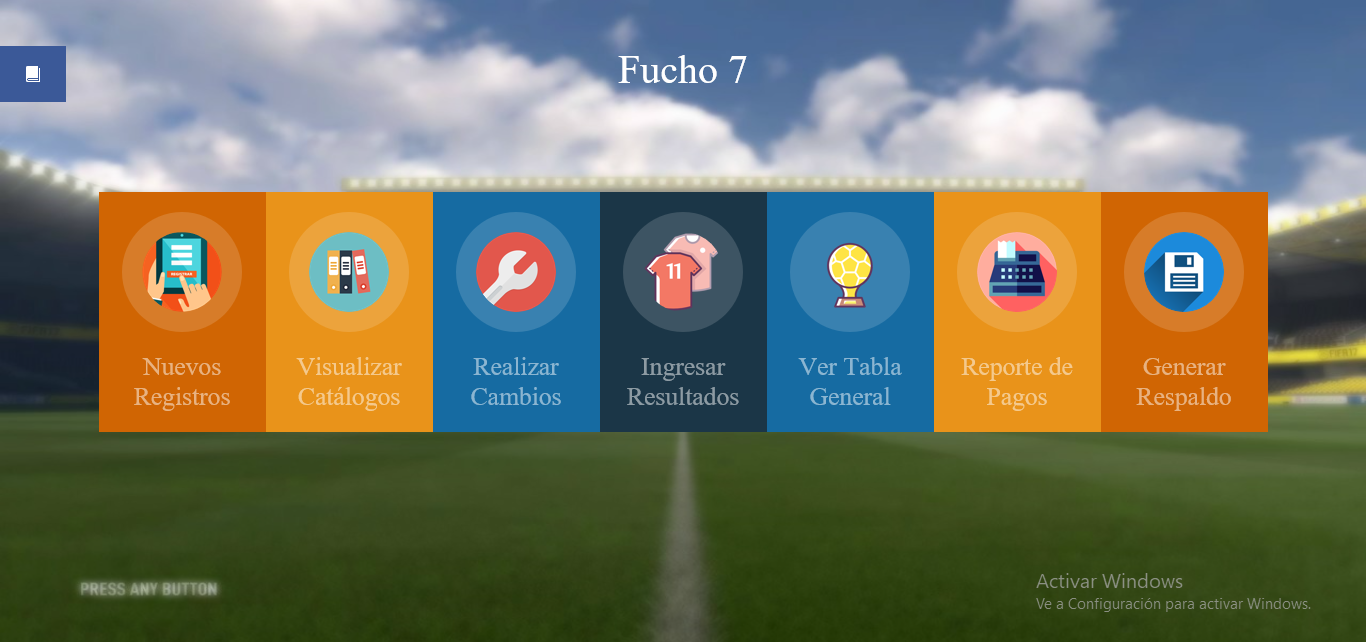 Fucho 7
Nuevos
Registros
Visualizar
Catálogos
Realizar
Cambios
11
Ingresar
Resultados
Ver Tabla
General
Reporte de
Pagos
Generar
Respaldo
PRESS ANY BUTTON
Activar Windows
Ve a Configuración para activar Windows.